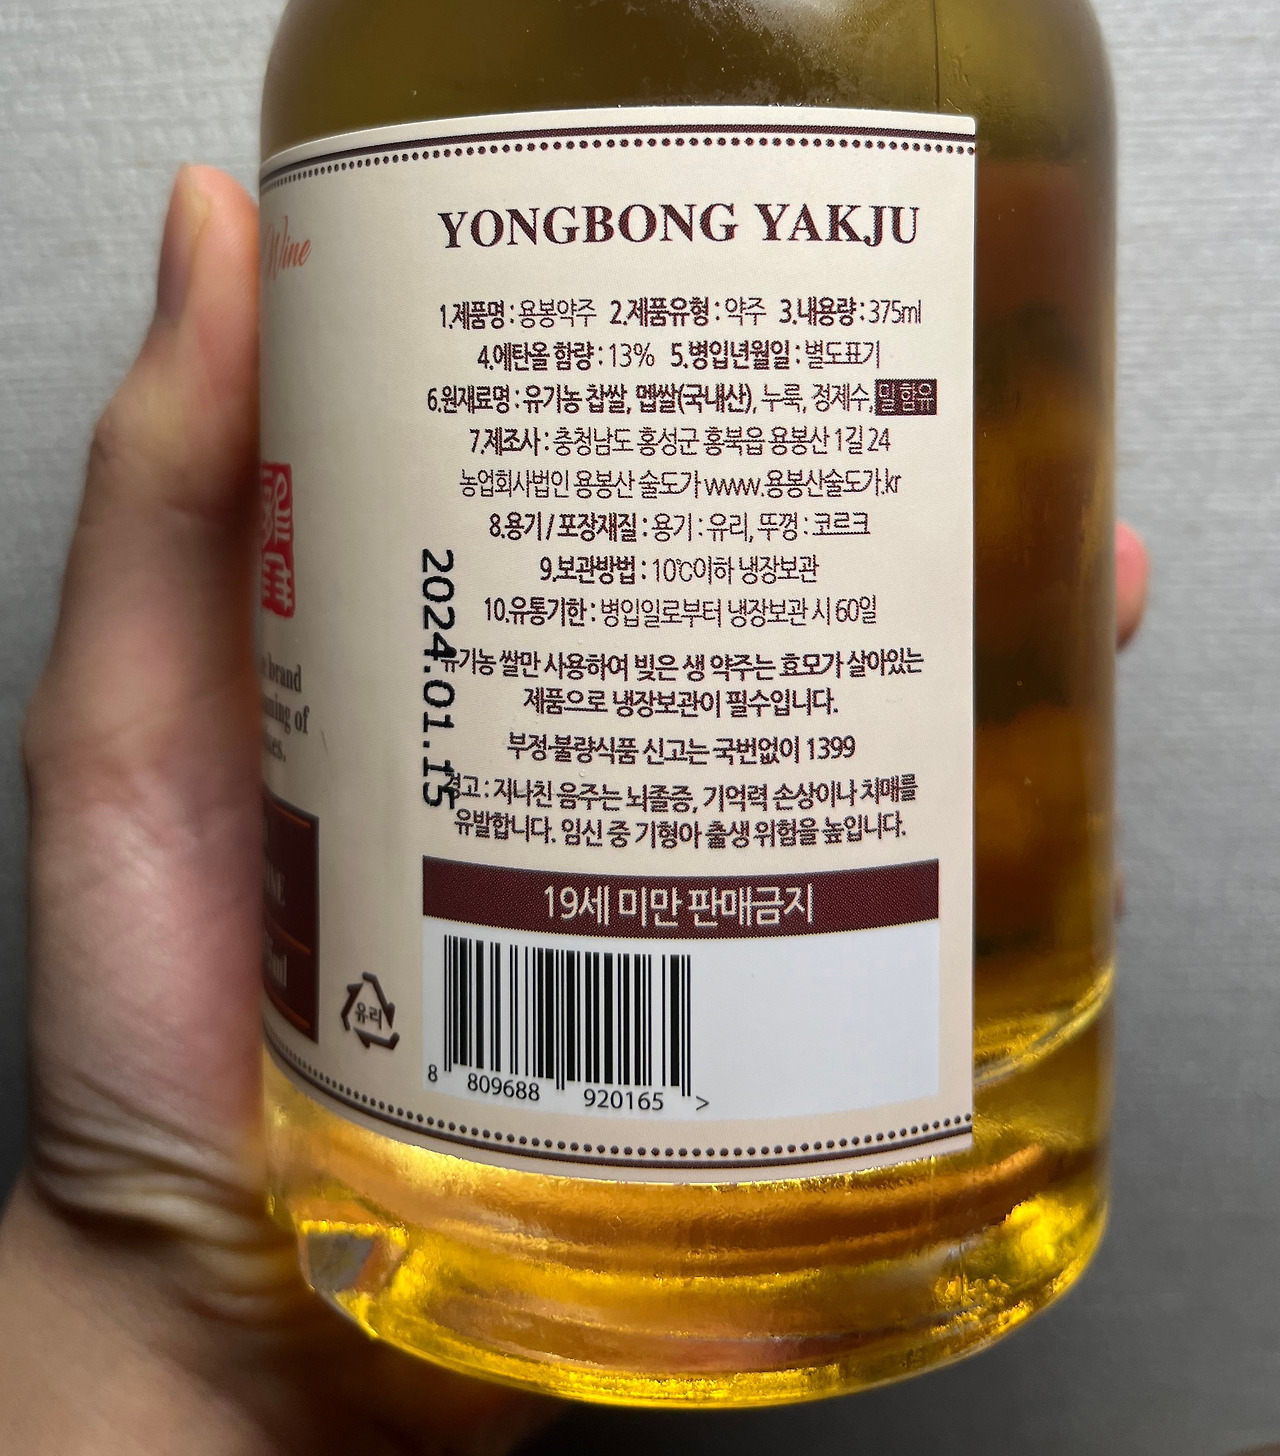 Wine
YONGBONG YAKJU
1.제품명 : 용봉약주 2.제품유형 : 약주 3.내용량 : 375ml
4.에탄올 함량 : 13% 5.병입년월일 : 별도표기
6.원재료명 : 유기농 찹쌀, 멥쌀(국내산), 누룩, 정제수, 밀 함유
7.제조사 : 충청남도 홍성군 홍북읍 용봉산 1길 24
농업회사법인 용봉산 술도가 www.용봉산술도가.kr
8.용기 / 포장재질 : 용기 : 유리, 뚜껑 : 코르크
9.보관방법 : 10℃이하 냉장보관
10.유통기한 : 병입일로부터 냉장보관 시 60일
2024.01.15
유기농 쌀만 사용하여 빚은 생 약주는 효모가 살아있는
제품으로 냉장보관이 필수입니다.
부정·불량식품 신고는 국번없이 1399
경고 : 지나친 음주는 뇌졸증, 기억력 손상이나 치매를
유발합니다. 임신 중 기형아 출생 위험을 높입니다.
19세 미만 판매금지
brand
of
유리
8 809688 920165 >